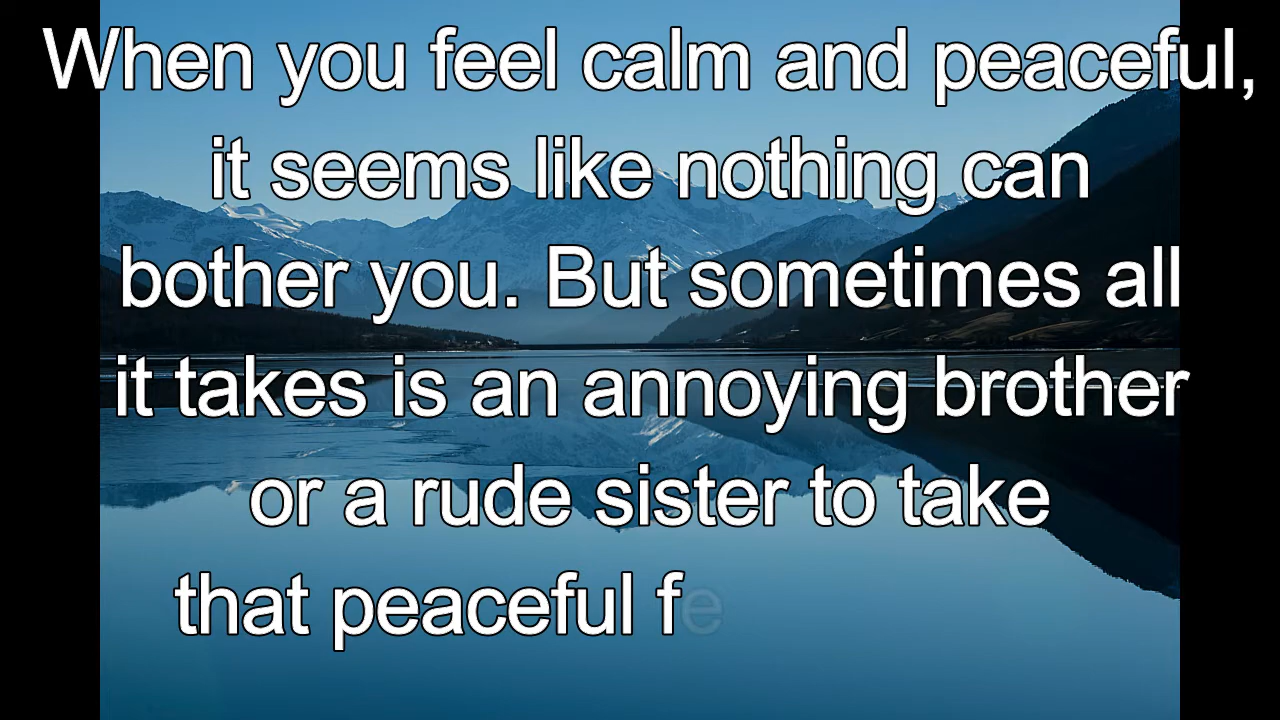 When you feel calm and peaceful,
it seems like nothing can
bother you. But sometimes all
it takes is an annoying brother
or a rude sister to take
that peaceful fe